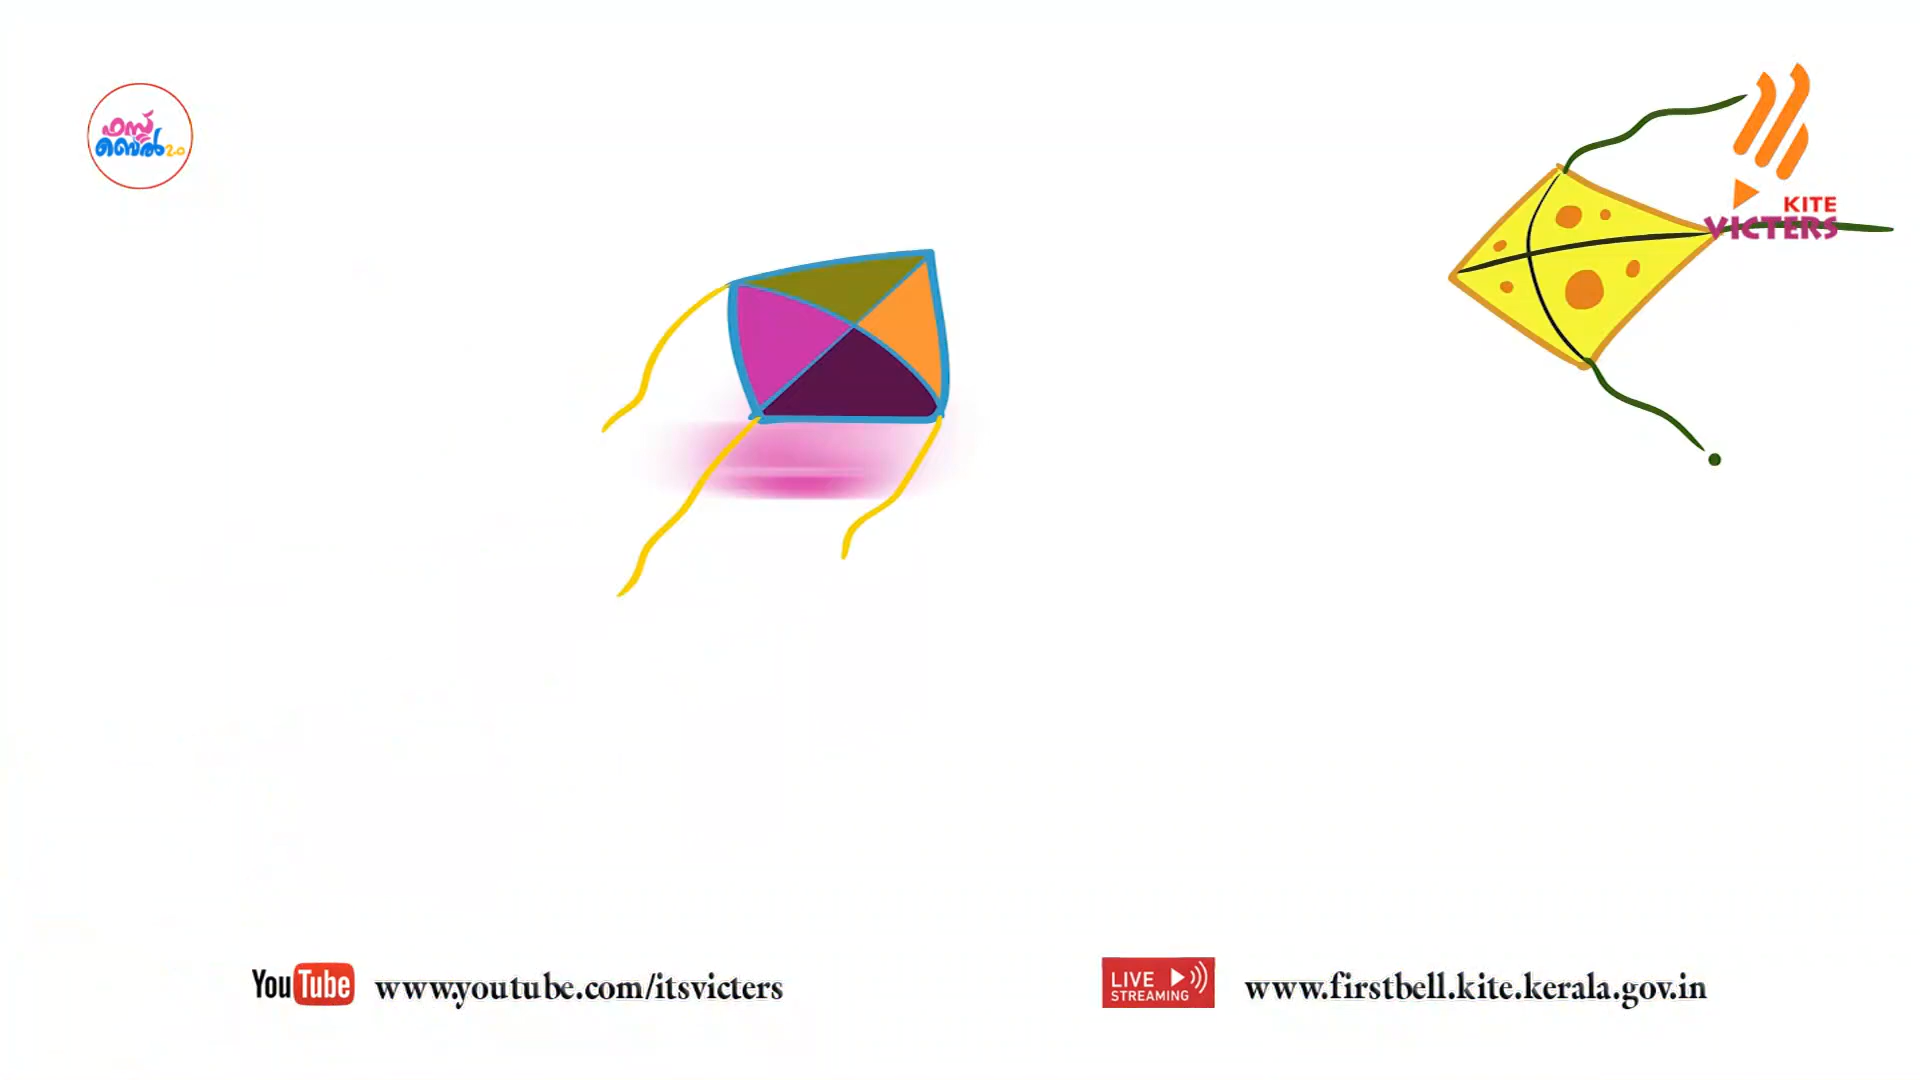 ഫസ്റ്റ്
ബെൽ 2.0
KITE
VICTERS
YouTube www.youtube.com/itsvicters
LIVE
STREAMING
www.firstbell.kite.kerala.gov.in